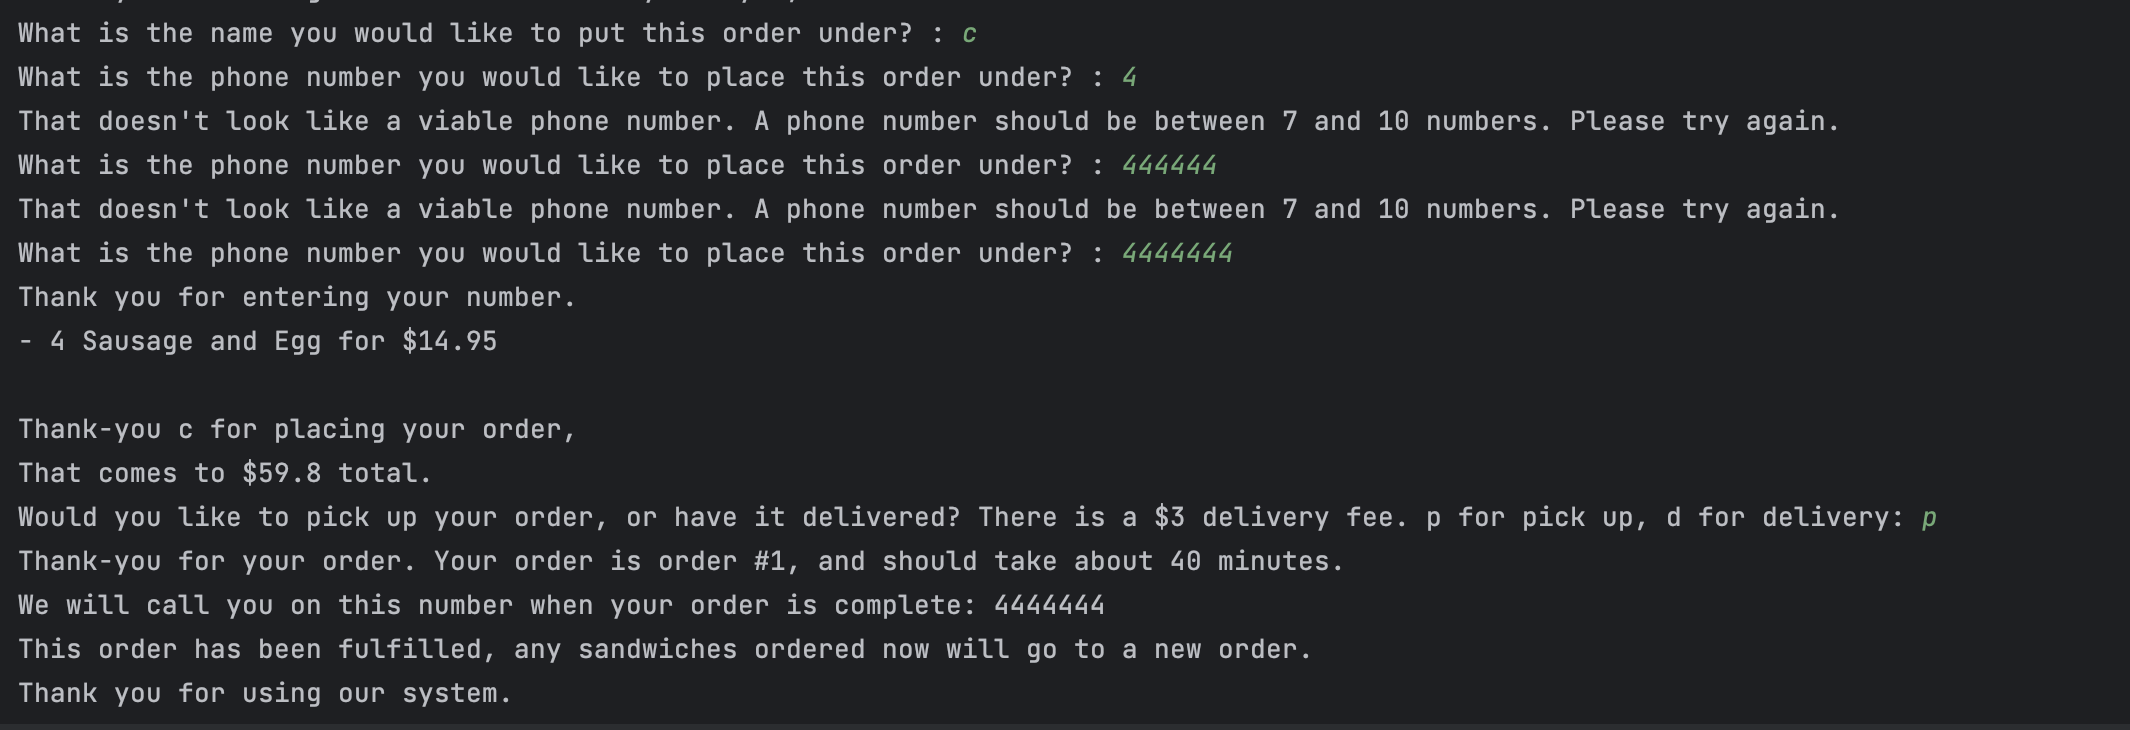 What is the name you would like to put this order under? : c
What is the phone number you would like to place this order under? : 4
That doesn't look like a viable phone number. A phone number should be between 7 and 10 numbers. Please try again.
What is the phone number you would like to place this order under? : 444444
That doesn't look like a viable phone number. A phone number should be between 7 and 10 numbers. Please try again.
What is the phone number you would like to place this order under? : 4444444
Thank you for entering your number.
- 4 Sausage and Egg for $14.95
Thank-you c for placing your order,
That comes to $59.8 total.
Would you like to pick up your order, or have it delivered? There is a $3 delivery fee. p for pick up, d for delivery: p
Thank-you for your order. Your order is order #1, and should take about 40 minutes.
We will call you on this number when your order is complete: 4444444
This order has been fulfilled, any sandwiches ordered now will go to a new order.
Thank you for using our system.